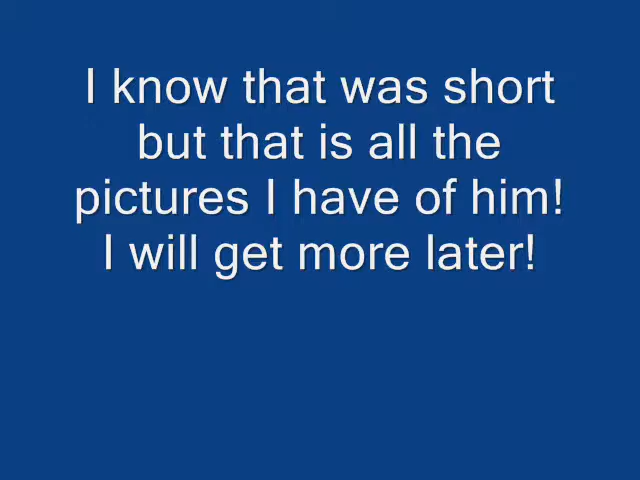 I know that was short
but that is all the
pictures I have of him!
I will get more later!